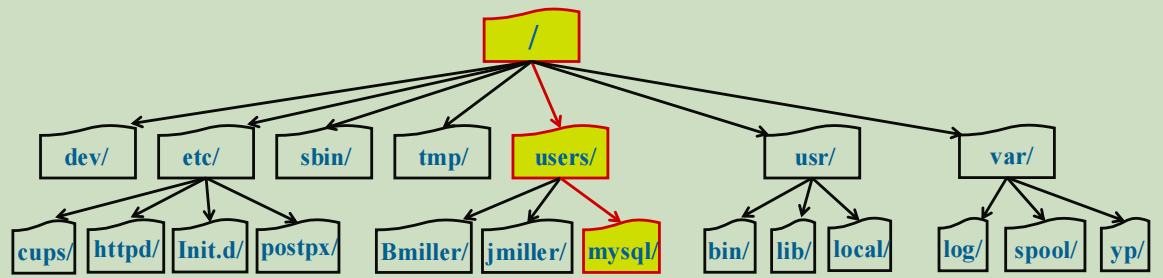 /
dev/ etc/ sbin/ tmp/ users/ usr/ var/
cups/ httpd/ Init.d/ postpx/ Bmiller/ jmiller/ mysql/ bin/ lib/ local/ log/ spool/ yp/